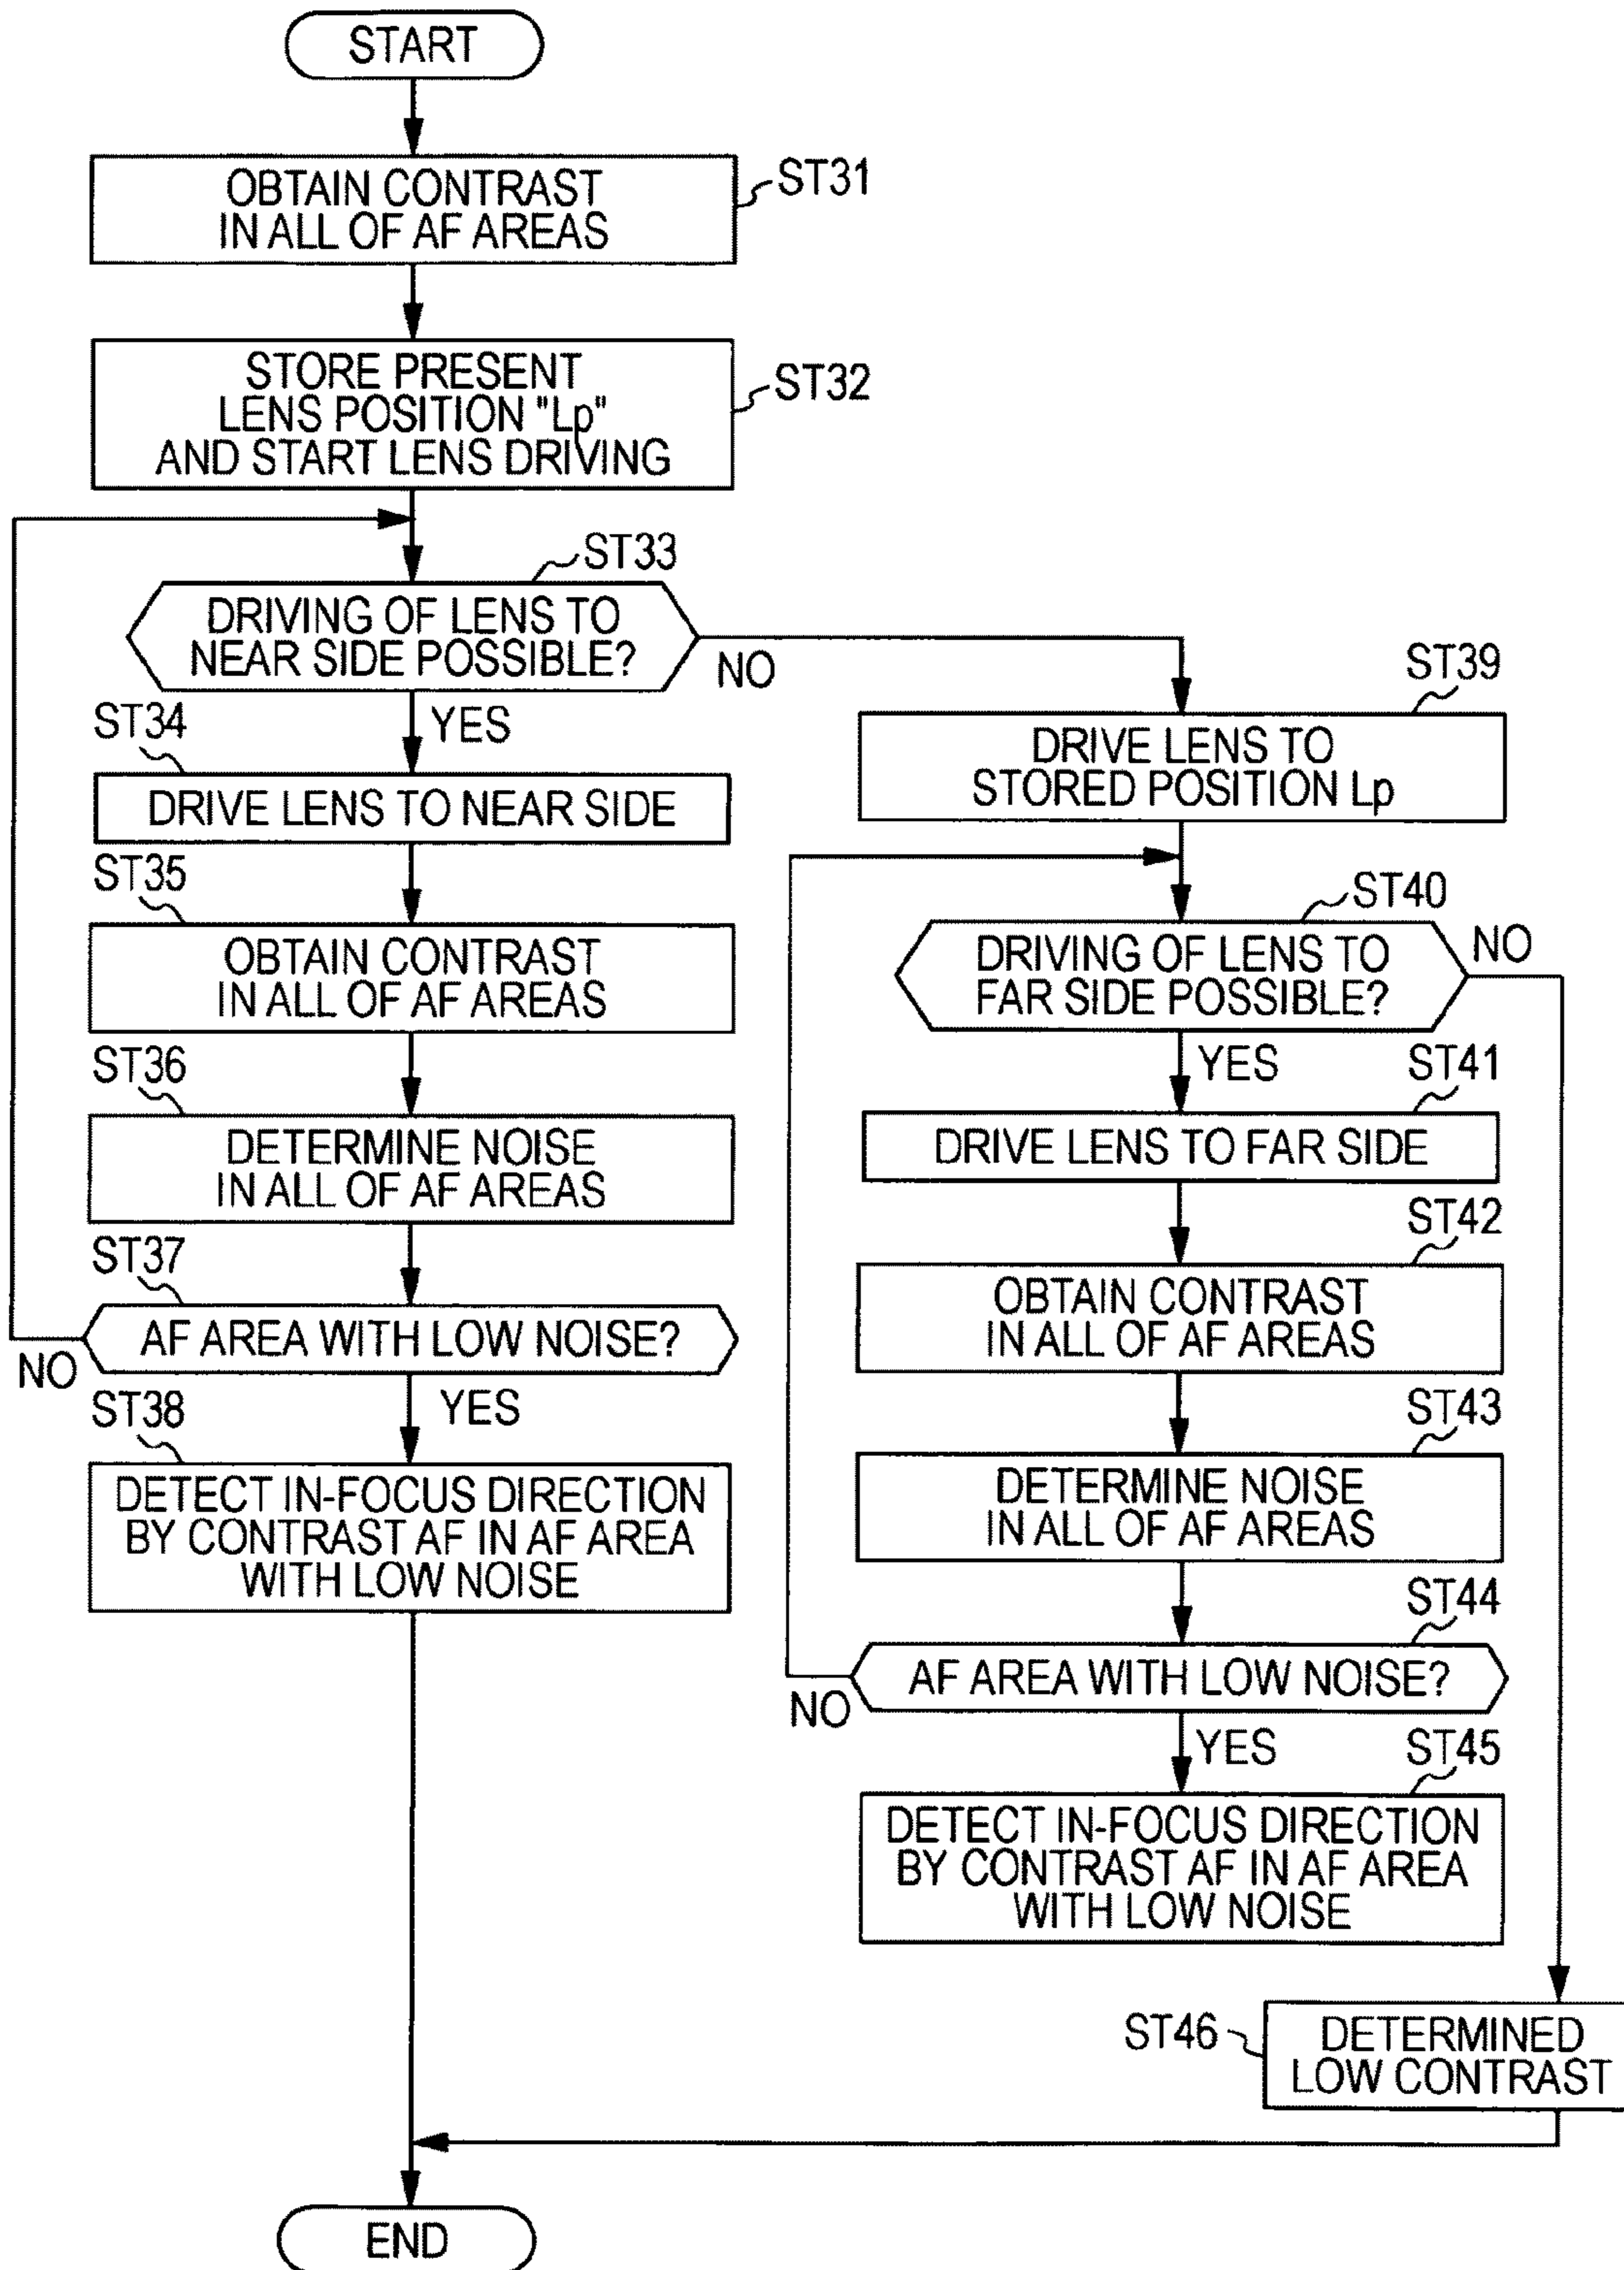 START
OBTAIN CONTRAST
IN ALL OF AF AREAS
ST31
STORE PRESENT
LENS POSITION "Lp"
AND START LENS DRIVING
ST32
ST33
DRIVING OF LENS TO
NEAR SIDE POSSIBLE?
NO
YES
ST34
DRIVE LENS TO NEAR SIDE
ST35
OBTAIN CONTRAST
IN ALL OF AF AREAS
ST36
DETERMINE NOISE
IN ALL OF AF AREAS
ST37
AF AREA WITH LOW NOISE?
NO
YES
ST38
DETECT IN-FOCUS DIRECTION
BY CONTRAST AF IN AF AREA
WITH LOW NOISE
ST39
DRIVE LENS TO
STORED POSITION Lp
ST40
DRIVING OF LENS TO
FAR SIDE POSSIBLE?
NO
YES
ST41
DRIVE LENS TO FAR SIDE
ST42
OBTAIN CONTRAST
IN ALL OF AF AREAS
ST43
DETERMINE NOISE
IN ALL OF AF AREAS
ST44
AF AREA WITH LOW NOISE?
NO
YES
ST45
DETECT IN-FOCUS DIRECTION
BY CONTRAST AF IN AF AREA
WITH LOW NOISE
ST46
DETERMINED
LOW CONTRAST
END